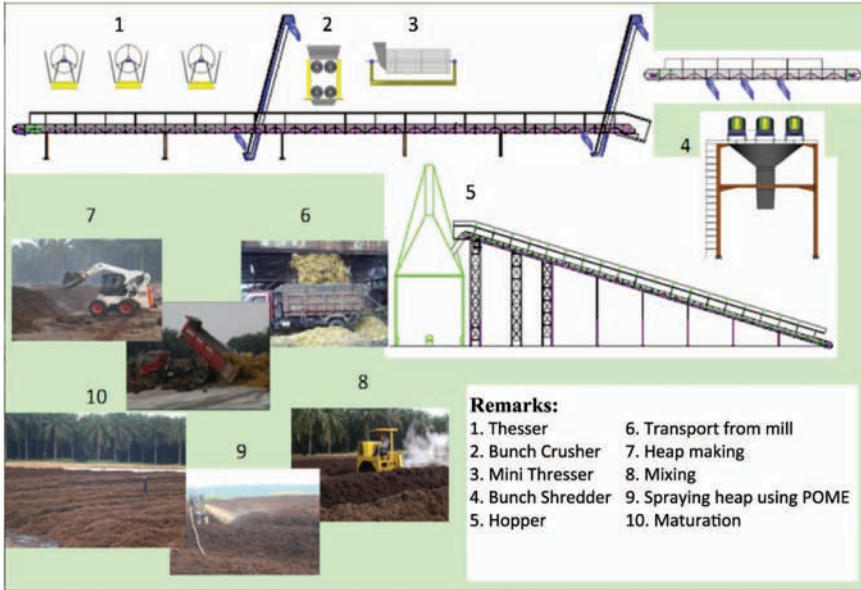 1
2
3
4
5
7
6
10
8
9
Remarks:
1. Thesser
2. Bunch Crusher
3. Mini Thresser
4. Bunch Shredder
5. Hopper
6. Transport from mill
7. Heap making
8. Mixing
9. Spraying heap using POME
10. Maturation